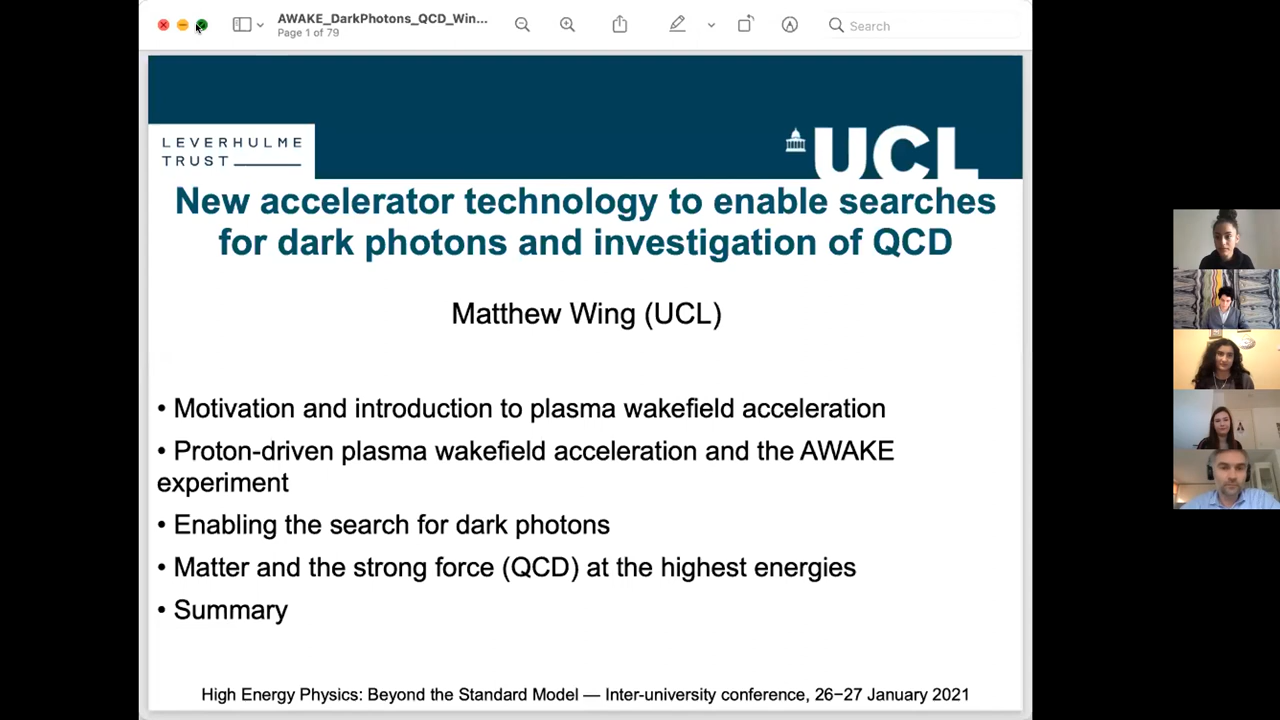 AWAKE_DarkPhotons_QCD_Win...
Page 1 of 79
Search
LEVERHULME
TRUST
UCL
New accelerator technology to enable searches
for dark photons and investigation of QCD
Matthew Wing (UCL)
• Motivation and introduction to plasma wakefield acceleration
• Proton-driven plasma wakefield acceleration and the AWAKE
experiment
• Enabling the search for dark photons
• Matter and the strong force (QCD) at the highest energies
• Summary
High Energy Physics: Beyond the Standard Model — Inter-university conference, 26−27 January 2021